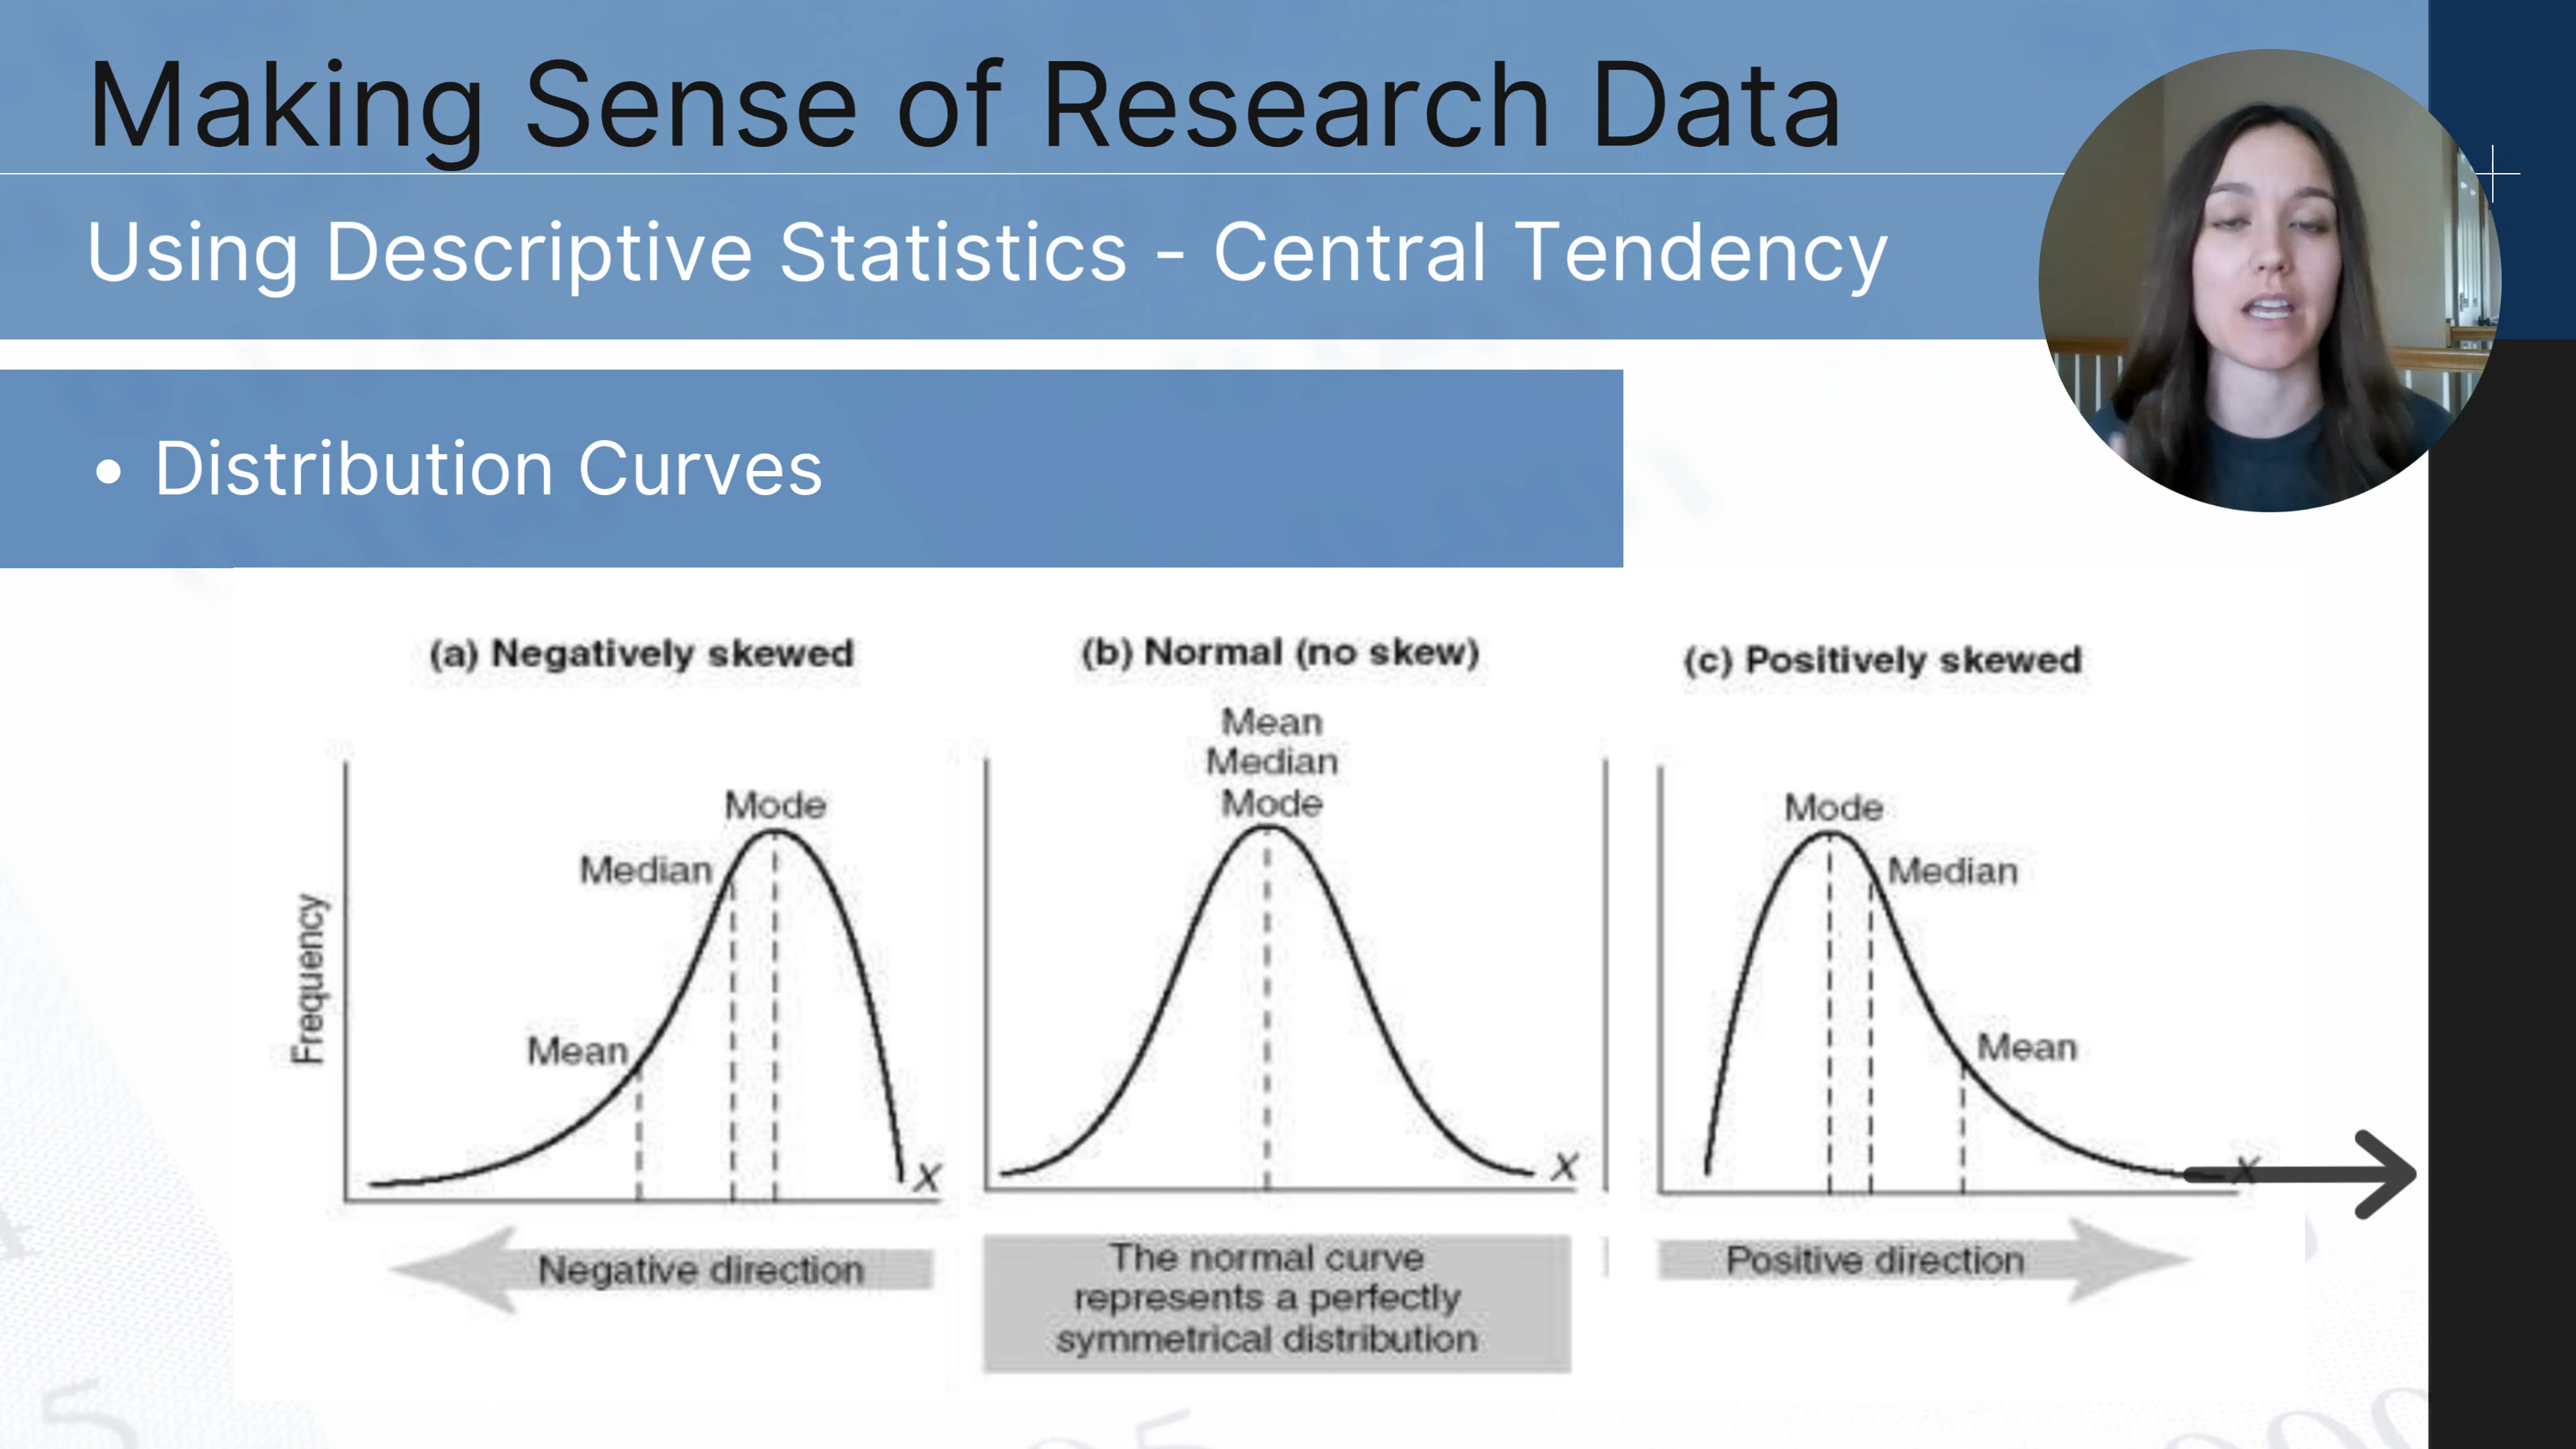 Making Sense of Research Data
Using Descriptive Statistics - Central Tendency
• Distribution Curves
(a) Negatively skewed
Frequency
Mode
Median
Mean
X
Negative direction
(b) Normal (no skew)
Mean
Median
Mode
X
The normal curve
represents a perfectly
symmetrical distribution
(c) Positively skewed
Mode
Median
Mean
X
Positive direction
5